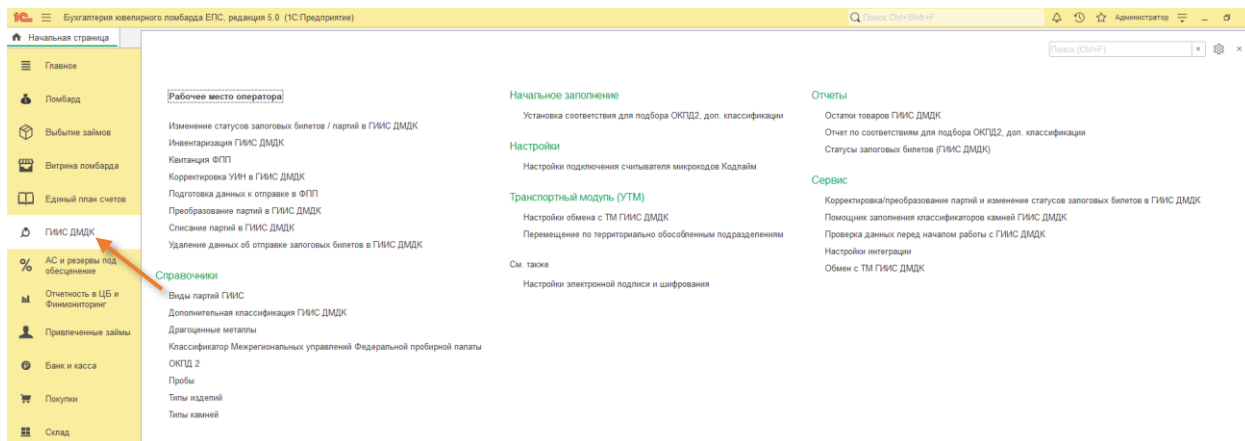 1С Бухгалтерия ювелирного ломбарда ЕПС, редакция 5.0 (1С:Предприятие)
Поиск Ctrl+Shift+F
Администратор
Начальная страница
Поиск (Ctrl+F)
Главное
Ломбард
Выбытие займов
Витрина ломбарда
Единый план счетов
ГИИС ДМДК
АС и резервы под
обесценение
Отчетность в ЦБ и
Финмониторинг
Привлеченные займы
Банк и касса
Покупки
Склад
Рабочее место оператора
Изменение статусов залоговых билетов / партий в ГИИС ДМДК
Инвентаризация ГИИС ДМДК
Квитанция ФПП
Корректировка УИН в ГИИС ДМДК
Подготовка данных к отправке в ФПП
Преобразование партий в ГИИС ДМДК
Списание партий в ГИИС ДМДК
Удаление данных об отправке залоговых билетов в ГИИС ДМДК
Справочники
Виды партий ГИИС
Дополнительная классификация ГИИС ДМДК
Драгоценные металлы
Классификатор Межрегиональных управлений Федеральной пробирной палаты
ОКПД 2
Пробы
Типы изделий
Типы камней
Начальное заполнение
Установка соответствия для подбора ОКПД2, доп. классификации
Настройки
Настройки подключения считывателя микрокодов Кодлайм
Транспортный модуль (УТМ)
Настройки обмена с ТМ ГИИС ДМДК
Перемещение по территориально обособленным подразделениям
См. также
Настройки электронной подписи и шифрования
Отчеты
Остатки товаров ГИИС ДМДК
Отчет по соответствиям для подбора ОКПД2, доп. классификации
Статусы залоговых билетов (ГИИС ДМДК)
Сервис
Корректировка/преобразование партий и изменение статусов залоговых билетов в ГИИС ДМДК
Помощник заполнения классификаторов камней ГИИС ДМДК
Проверка данных перед началом работы с ГИИС ДМДК
Настройки интеграции
Обмен с ТМ ГИИС ДМДК